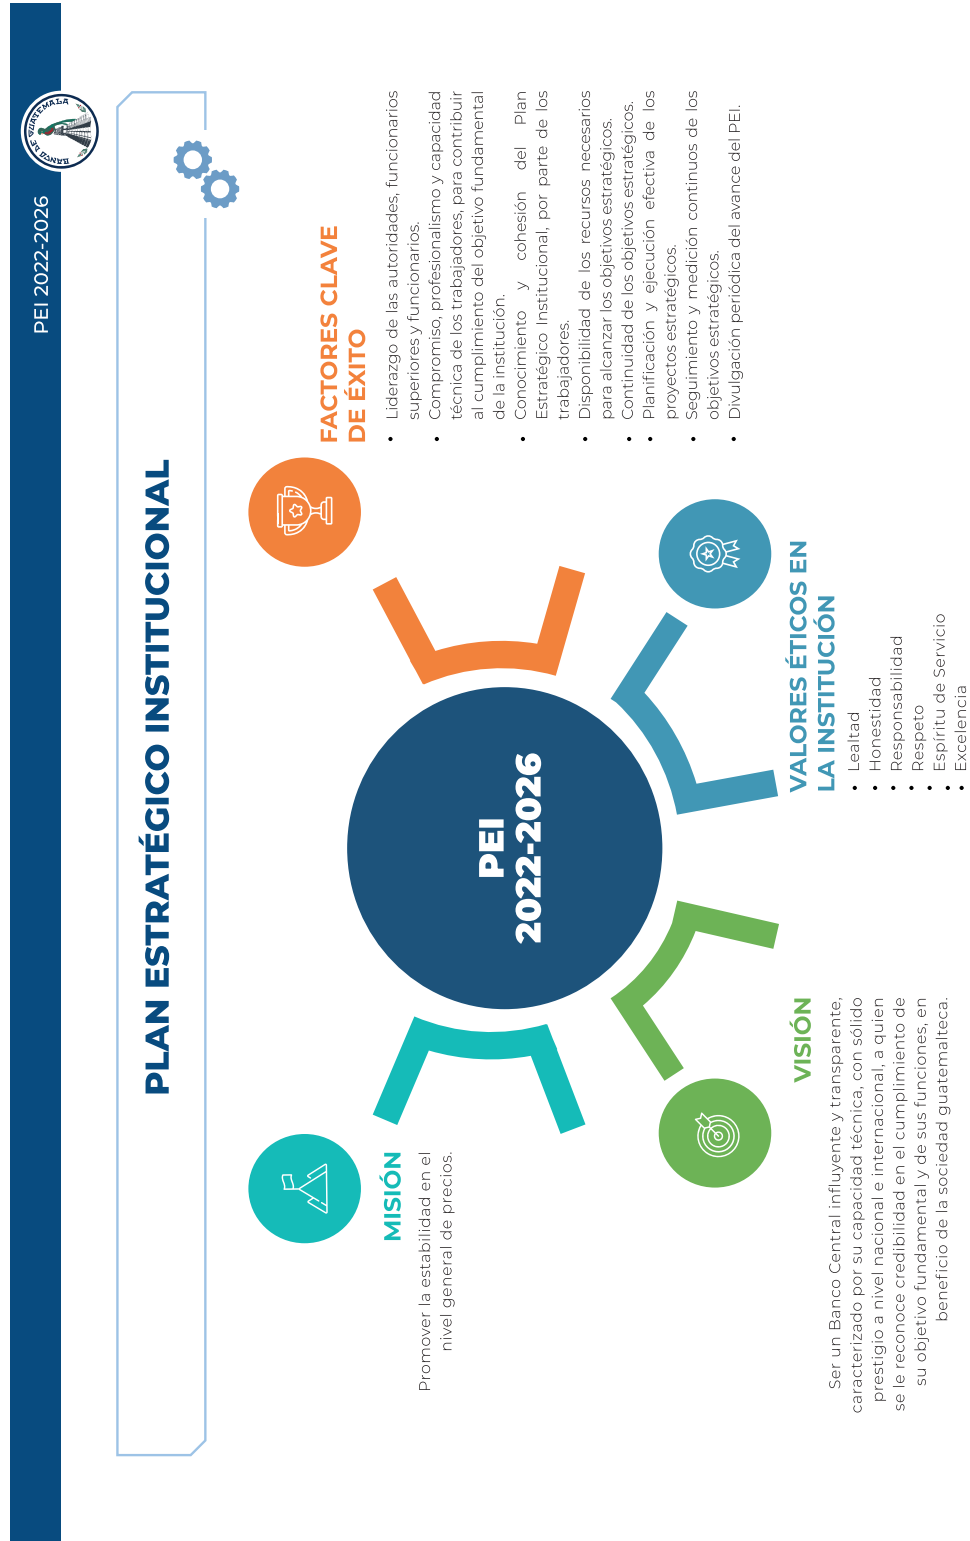 PEI 2022-2026
BANCO DE GUATEMALA
PLAN ESTRATÉGICO INSTITUCIONAL
MISIÓN
Promover la estabilidad en el
nivel general de precios.
PEI
2022-2026
FACTORES CLAVE
DE ÉXITO
• Liderazgo de las autoridades, funcionarios
superiores y funcionarios.
• Compromiso, profesionalismo y capacidad
técnica de los trabajadores, para contribuir
al cumplimiento del objetivo fundamental
de la institución.
• Conocimiento y cohesión del Plan
Estratégico Institucional, por parte de los
trabajadores.
• Disponibilidad de los recursos necesarios
para alcanzar los objetivos estratégicos.
• Continuidad de los objetivos estratégicos.
• Planificación y ejecución efectiva de los
proyectos estratégicos.
• Seguimiento y medición continuos de los
objetivos estratégicos.
• Divulgación periódica del avance del PEI.
VISIÓN
Ser un Banco Central influyente y transparente,
caracterizado por su capacidad técnica, con sólido
prestigio a nivel nacional e internacional, a quien
se le reconoce credibilidad en el cumplimiento de
su objetivo fundamental y de sus funciones, en
beneficio de la sociedad guatemalteca.
VALORES ÉTICOS EN
LA INSTITUCIÓN
• Lealtad
• Honestidad
• Responsabilidad
• Respeto
• Espíritu de Servicio
• Excelencia